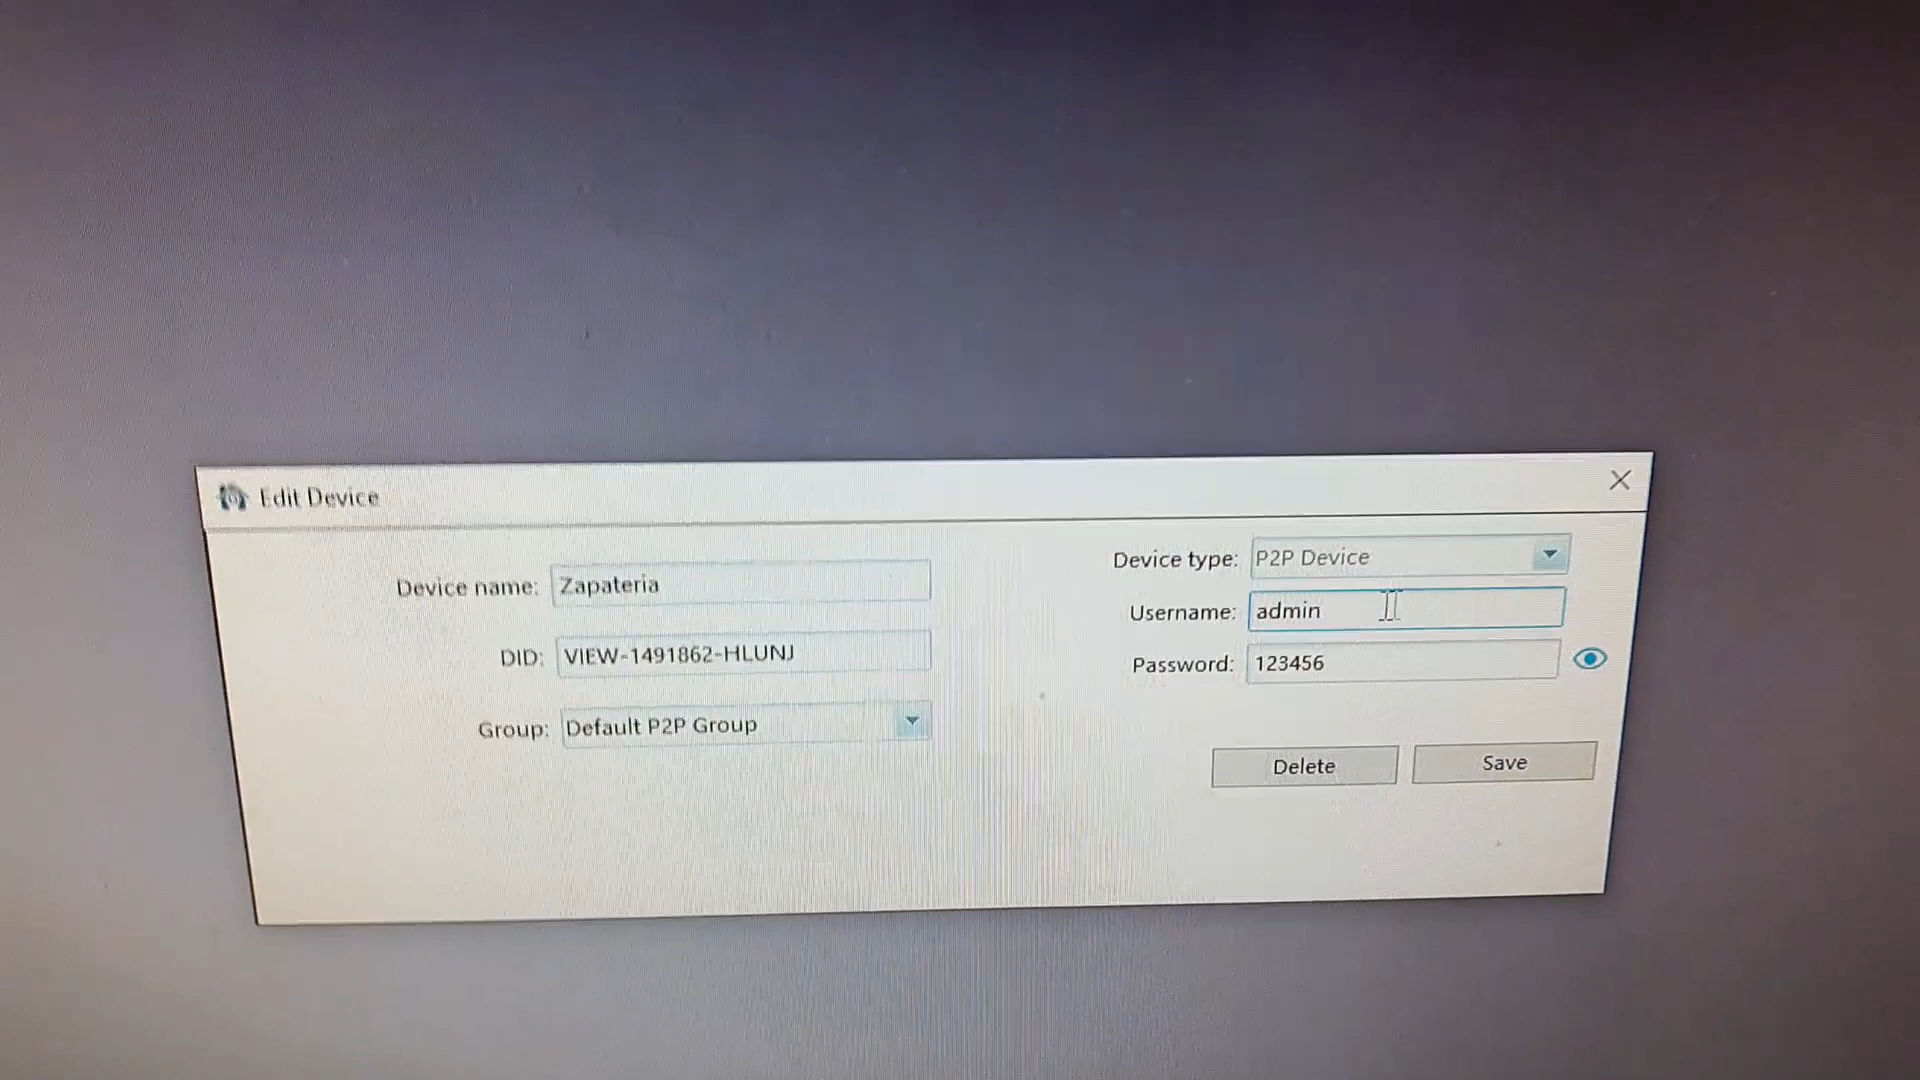 Edit Device
Device name: Zapateria
DID: VIEW-1491862-HLUNJ
Group: Default P2P Group
Device type: P2P Device
Username: admin
Password: 123456
Delete Save